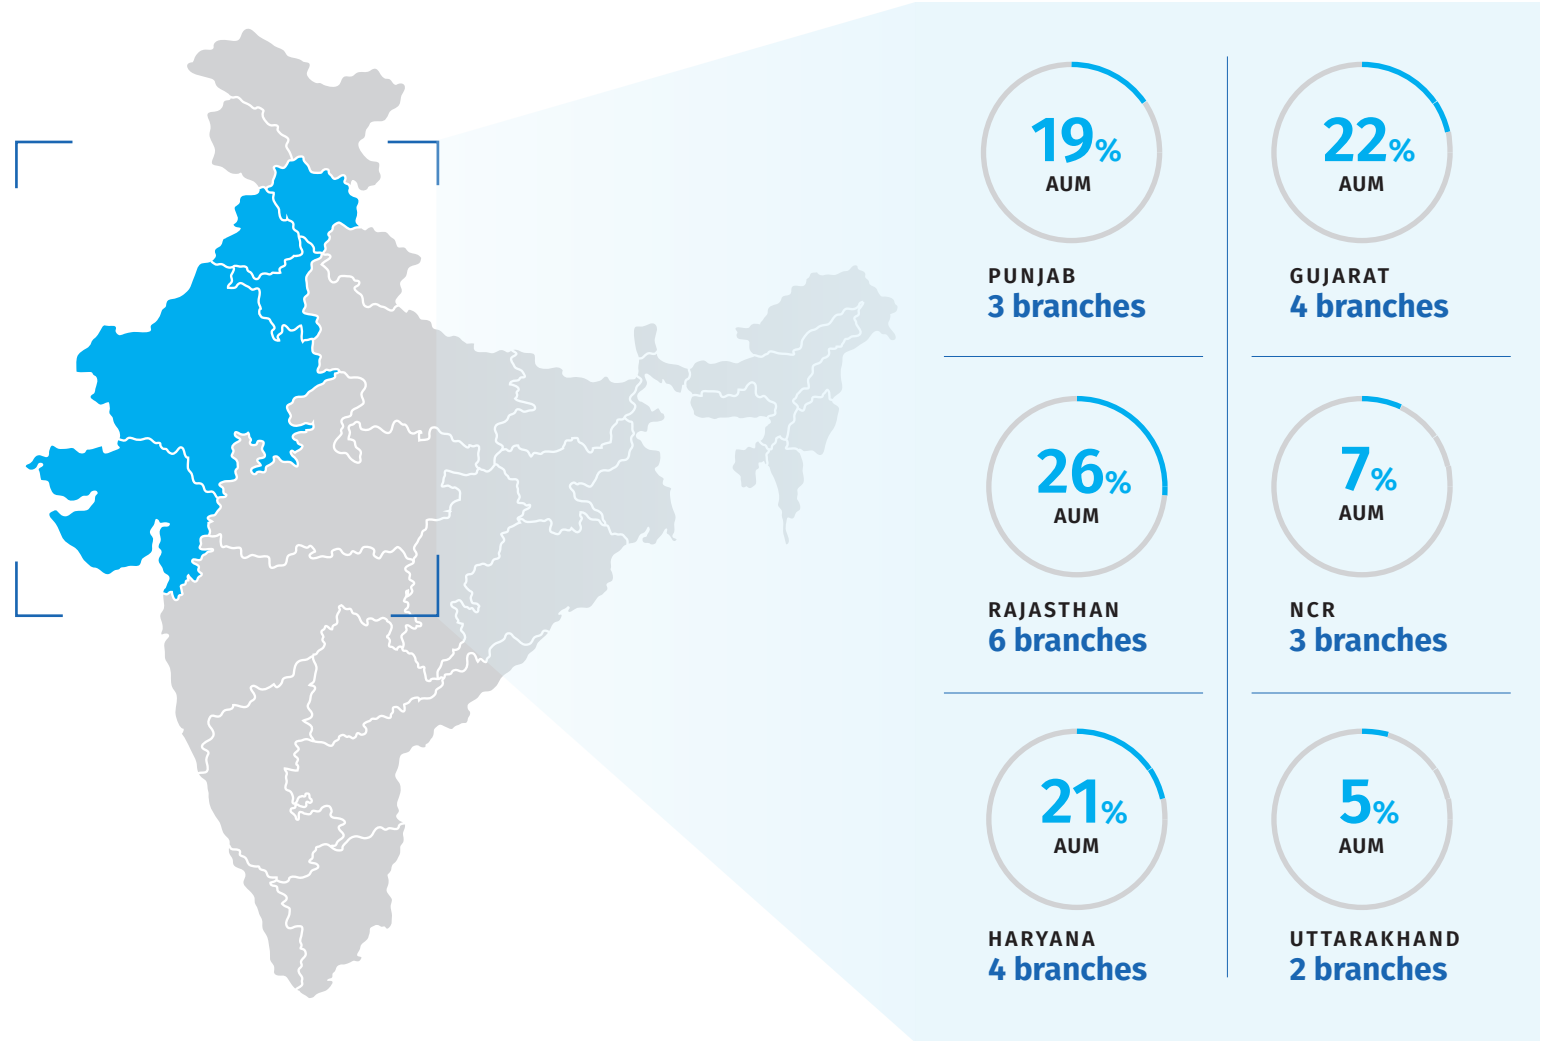 19%
AUM
PUNJAB
3 branches
22%
AUM
GUJARAT
4 branches
26%
AUM
RAJASTHAN
6 branches
7%
AUM
NCR
3 branches
21%
AUM
HARYANA
4 branches
5%
AUM
UTTARAKHAND
2 branches